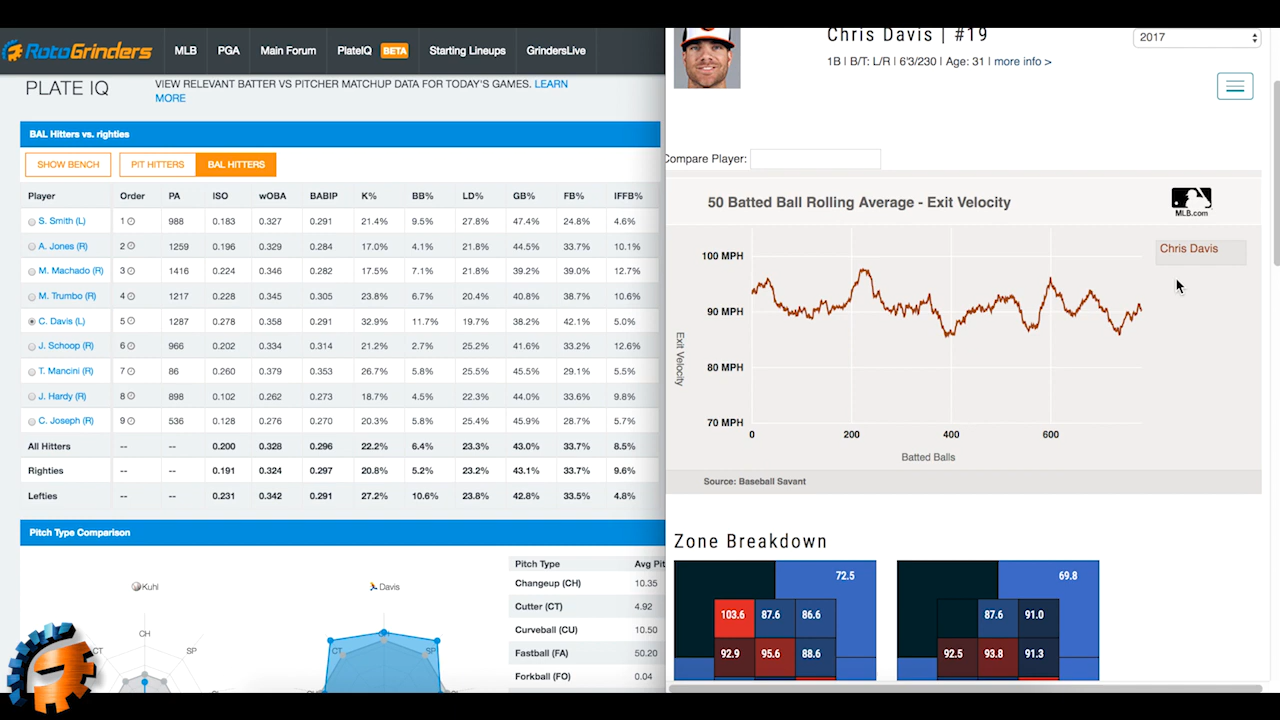 RotoGrinders
MLB PGA Main Forum PlateIQ BETA Starting Lineups GrindersLive
PLATE IQ
VIEW RELEVANT BATTER VS PITCHER MATCHUP DATA FOR TODAY'S GAMES. LEARN
MORE
BAL Hitters vs. righties
SHOW BENCH PIT HITTERS BAL HITTERS
Player Order PA ISO wOBA BABIP K% BB% LD% GB% FB% IFFB%
S. Smith (L) 1 988 0.183 0.327 0.291 21.4% 9.5% 27.8% 47.4% 24.8% 4.6%
A. Jones (R) 2 1259 0.196 0.329 0.284 17.0% 4.1% 21.8% 44.5% 33.7% 10.1%
M. Machado (R) 3 1416 0.224 0.346 0.282 17.5% 7.1% 21.8% 39.2% 39.0% 12.7%
M. Trumbo (R) 4 1217 0.228 0.345 0.305 23.8% 6.7% 20.4% 40.8% 38.7% 10.6%
C. Davis (L) 5 1287 0.278 0.358 0.291 32.9% 11.7% 19.7% 38.2% 42.1% 5.0%
J. Schoop (R) 6 966 0.202 0.334 0.314 21.2% 2.7% 25.2% 41.6% 33.2% 12.6%
T. Mancini (R) 7 86 0.260 0.379 0.353 26.7% 5.8% 25.5% 45.5% 29.1% 5.5%
J. Hardy (R) 8 898 0.102 0.262 0.273 18.7% 4.5% 22.3% 44.0% 33.6% 9.8%
C. Joseph (R) 9 536 0.128 0.276 0.270 20.3% 5.8% 25.4% 45.9% 28.7% 5.7%
All Hitters -- -- 0.200 0.328 0.296 22.2% 6.4% 23.3% 43.0% 33.7% 8.5%
Righties -- -- 0.191 0.324 0.297 20.8% 5.2% 23.2% 43.1% 33.7% 9.6%
Lefties -- -- 0.231 0.342 0.291 27.2% 10.6% 23.8% 42.8% 33.5% 4.8%
Pitch Type Comparison
Kuhl
CH
CT
SP
Davis
CH
CT
SP
Pitch Type Avg Pit
Changeup (CH) 10.35
Cutter (CT) 4.92
Curveball (CU) 10.50
Fastball (FA) 50.20
Forkball (FO) 0.04
Chris Davis | #19
2017
1B | B/T: L/R | 6'3/230 | Age: 31 | more info >
Compare Player:
50 Batted Ball Rolling Average - Exit Velocity
MLB.com
Chris Davis
100 MPH
90 MPH
80 MPH
70 MPH
Exit Velocity
0 200 400 600
Batted Balls
Source: Baseball Savant
Zone Breakdown
72.5
103.6 87.6 86.6
92.9 95.6 88.6
69.8
87.6 91.0
92.5 93.8 91.3